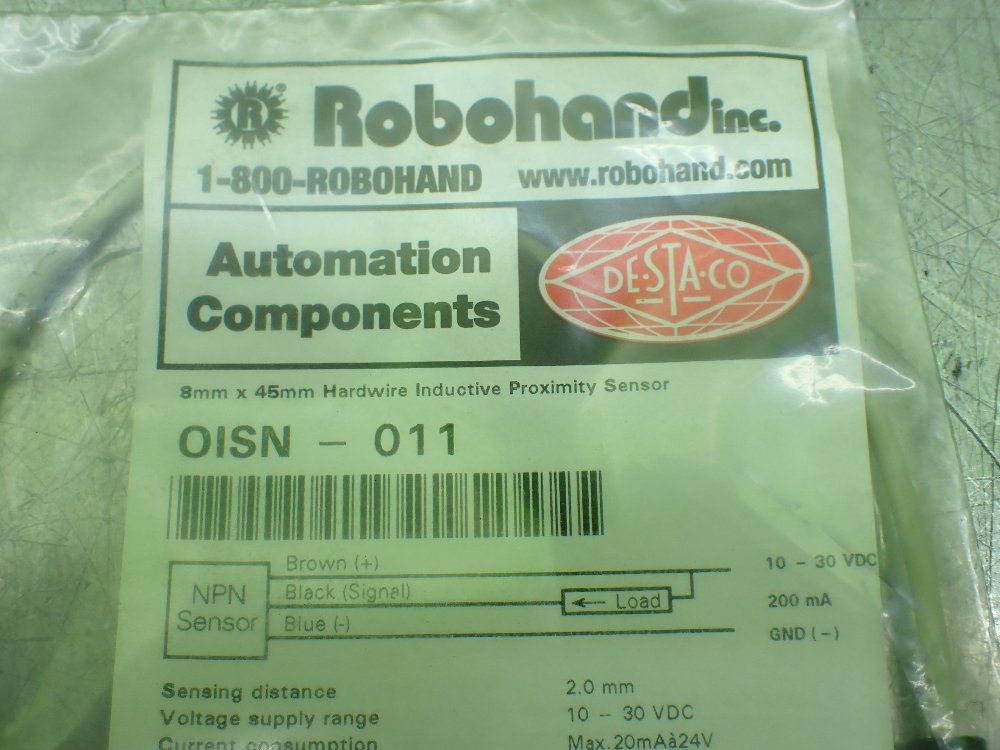 R
Robohand inc.
1-800-ROBOHAND www.robohand.com
Automation
Components
DE-STA-CO
8mm x 45mm Hardwire Inductive Proximity Sensor
OISN - 011
NPN
Sensor
Brown (+)
Black (Signal)
Blue (-)
Load
10 - 30 VDC
200 mA
GND (-)
Sensing distance 2.0 mm
Voltage supply range 10 - 30 VDC
Current consumption Max.20mAà24V